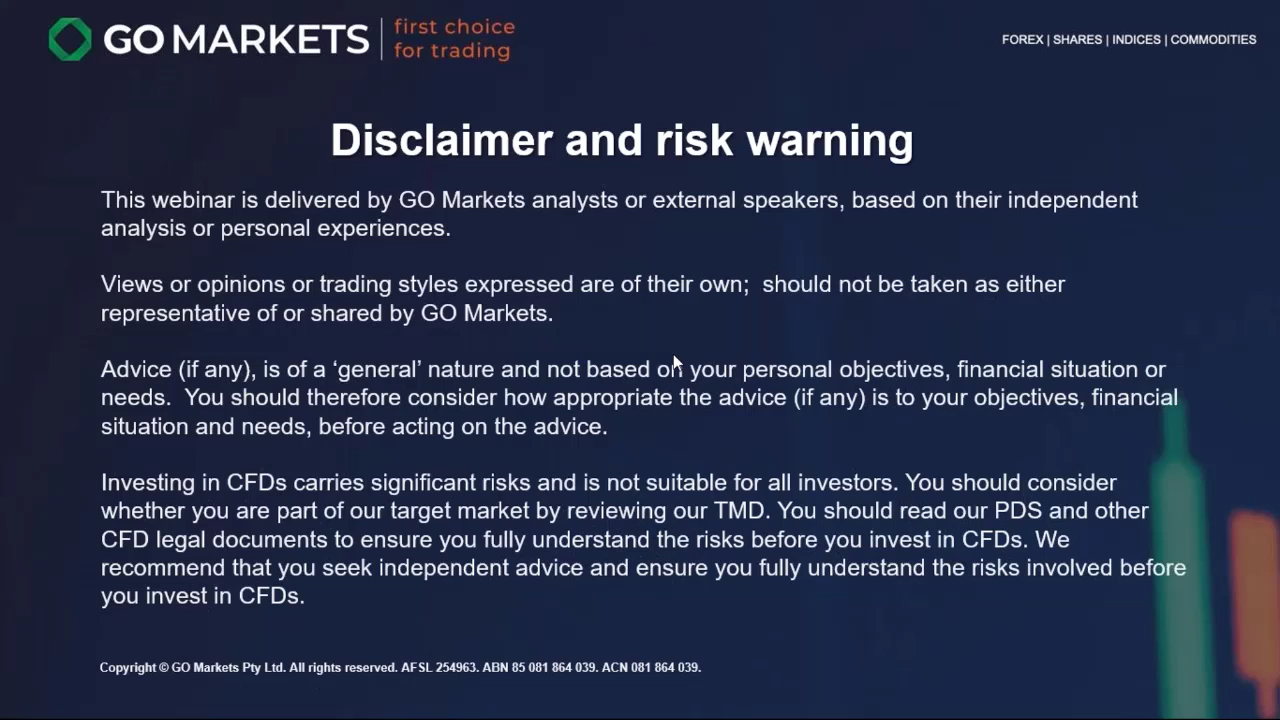 GO MARKETS
first choice
for trading
FOREX | SHARES | INDICES | COMMODITIES
Disclaimer and risk warning
This webinar is delivered by GO Markets analysts or external speakers, based on their independent
analysis or personal experiences.
Views or opinions or trading styles expressed are of their own;  should not be taken as either
representative of or shared by GO Markets.
Advice (if any), is of a ‘general’ nature and not based on your personal objectives, financial situation or
needs.  You should therefore consider how appropriate the advice (if any) is to your objectives, financial
situation and needs, before acting on the advice.
Investing in CFDs carries significant risks and is not suitable for all investors. You should consider
whether you are part of our target market by reviewing our TMD. You should read our PDS and other
CFD legal documents to ensure you fully understand the risks before you invest in CFDs. We
recommend that you seek independent advice and ensure you fully understand the risks involved before
you invest in CFDs.
Copyright © GO Markets Pty Ltd. All rights reserved. AFSL 254963. ABN 85 081 864 039. ACN 081 864 039.